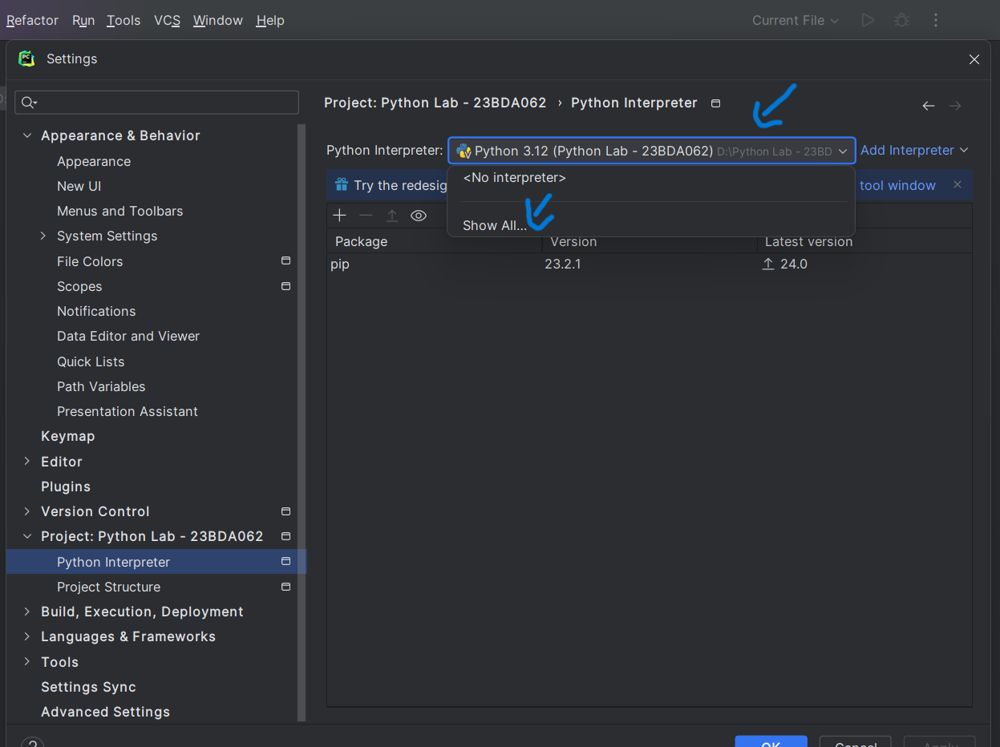 Refactor Run Tools VCS Window Help Current File
PC Settings
Project: Python Lab - 23BDA062 › Python Interpreter
Appearance & Behavior
Python Interpreter: Python 3.12 (Python Lab - 23BDA062) D:\Python Lab - 23BD Add Interpreter
Appearance
<No interpreter>
New UI
Try the redesig tool window
Menus and Toolbars
Show All...
System Settings
Package Version Latest version
File Colors
pip 23.2.1 24.0
Scopes
Notifications
Data Editor and Viewer
Quick Lists
Path Variables
Presentation Assistant
Keymap
Editor
Plugins
Version Control
Project: Python Lab - 23BDA062
Python Interpreter
Project Structure
Build, Execution, Deployment
Languages & Frameworks
Tools
Settings Sync
Advanced Settings
? OK Cancel Apply